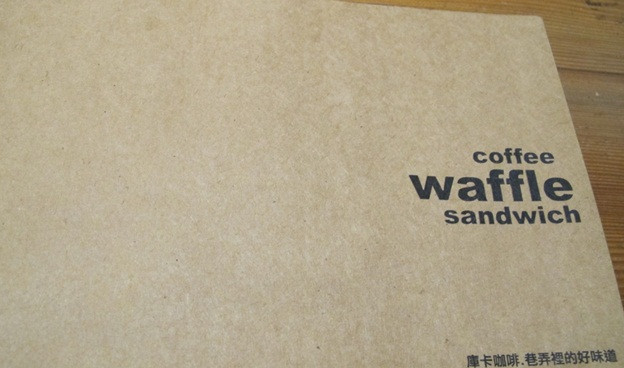 coffee
waffle
sandwich
庫卡咖啡.巷弄裡的好味道